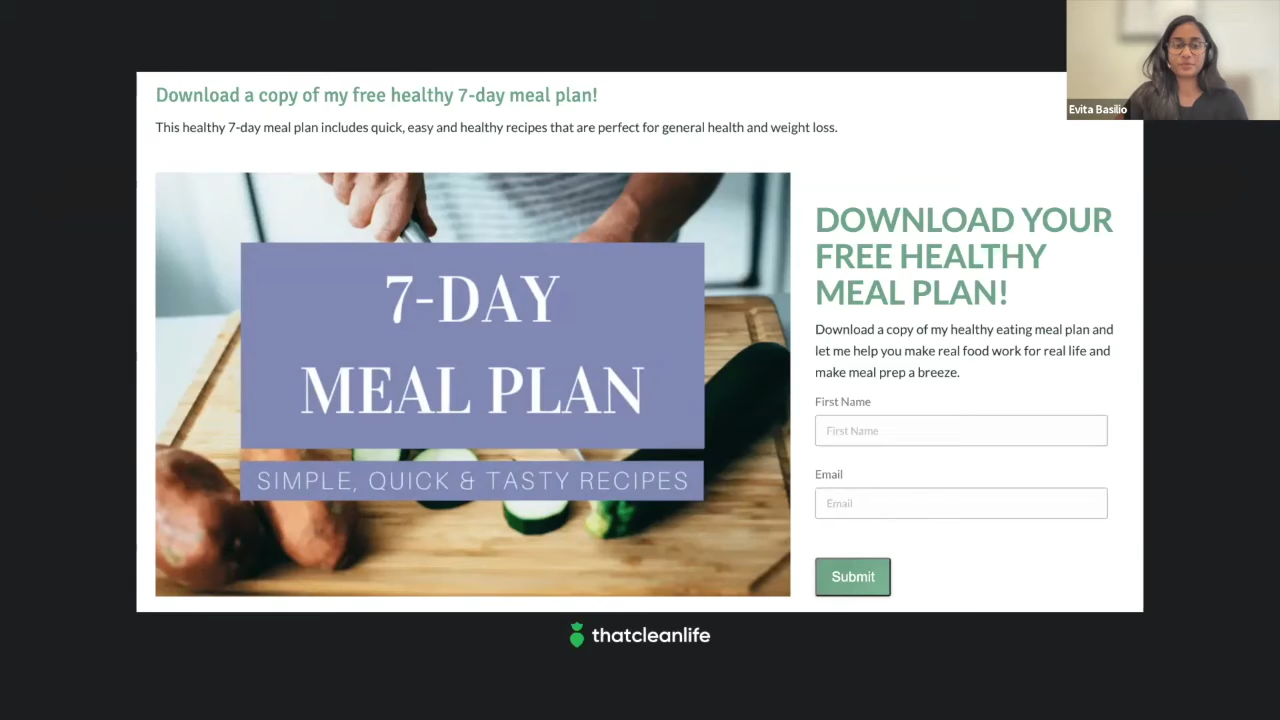 Download a copy of my free healthy 7-day meal plan!
This healthy 7-day meal plan includes quick, easy and healthy recipes that are perfect for general health and weight loss.
Evita Basilio
7-DAY
MEAL PLAN
SIMPLE, QUICK & TASTY RECIPES
DOWNLOAD YOUR
FREE HEALTHY
MEAL PLAN!
Download a copy of my healthy eating meal plan and
let me help you make real food work for real life and
make meal prep a breeze.
First Name
First Name
Email
Email
Submit
thatcleanlife